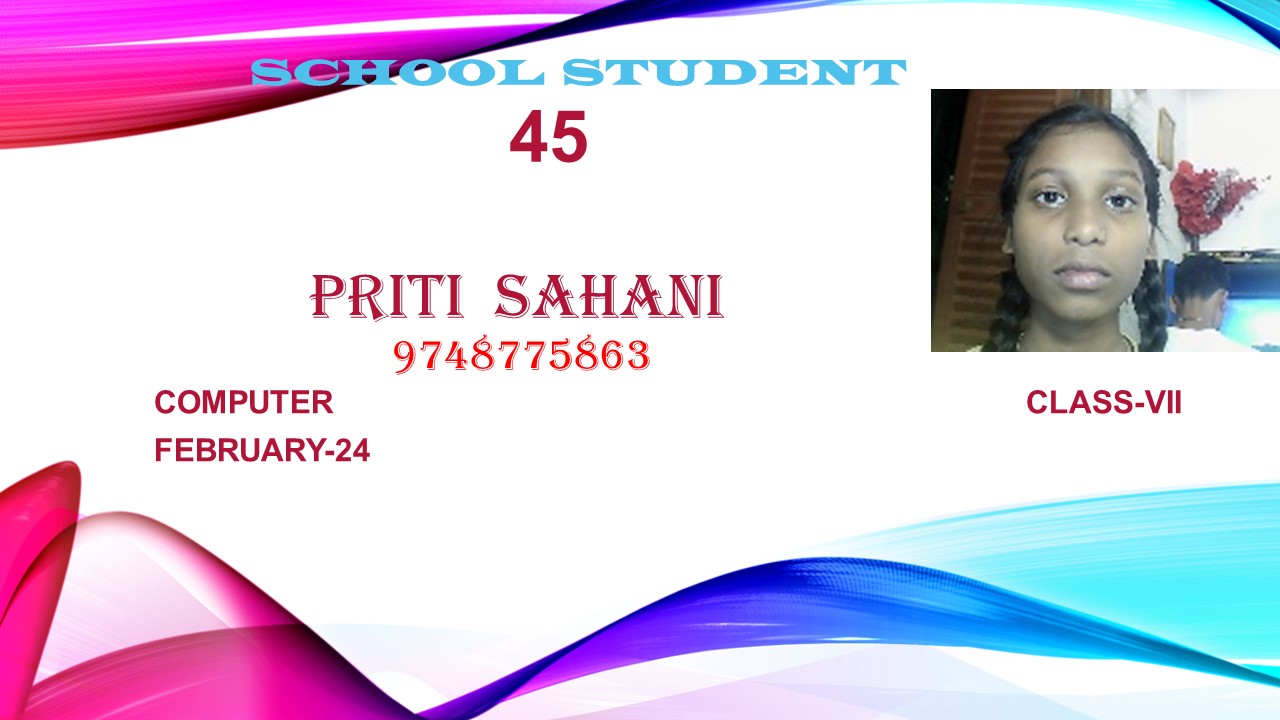 SCHOOL STUDENT
45
PRITI SAHANI
9748775863
COMPUTER CLASS-VII
FEBRUARY-24